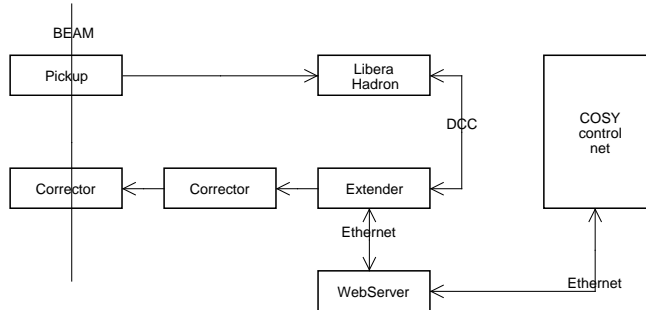 BEAM
Pickup
Libera
Hadron
COSY
control
net
DCC
Corrector
Corrector
Extender
Ethernet
WebServer
Ethernet